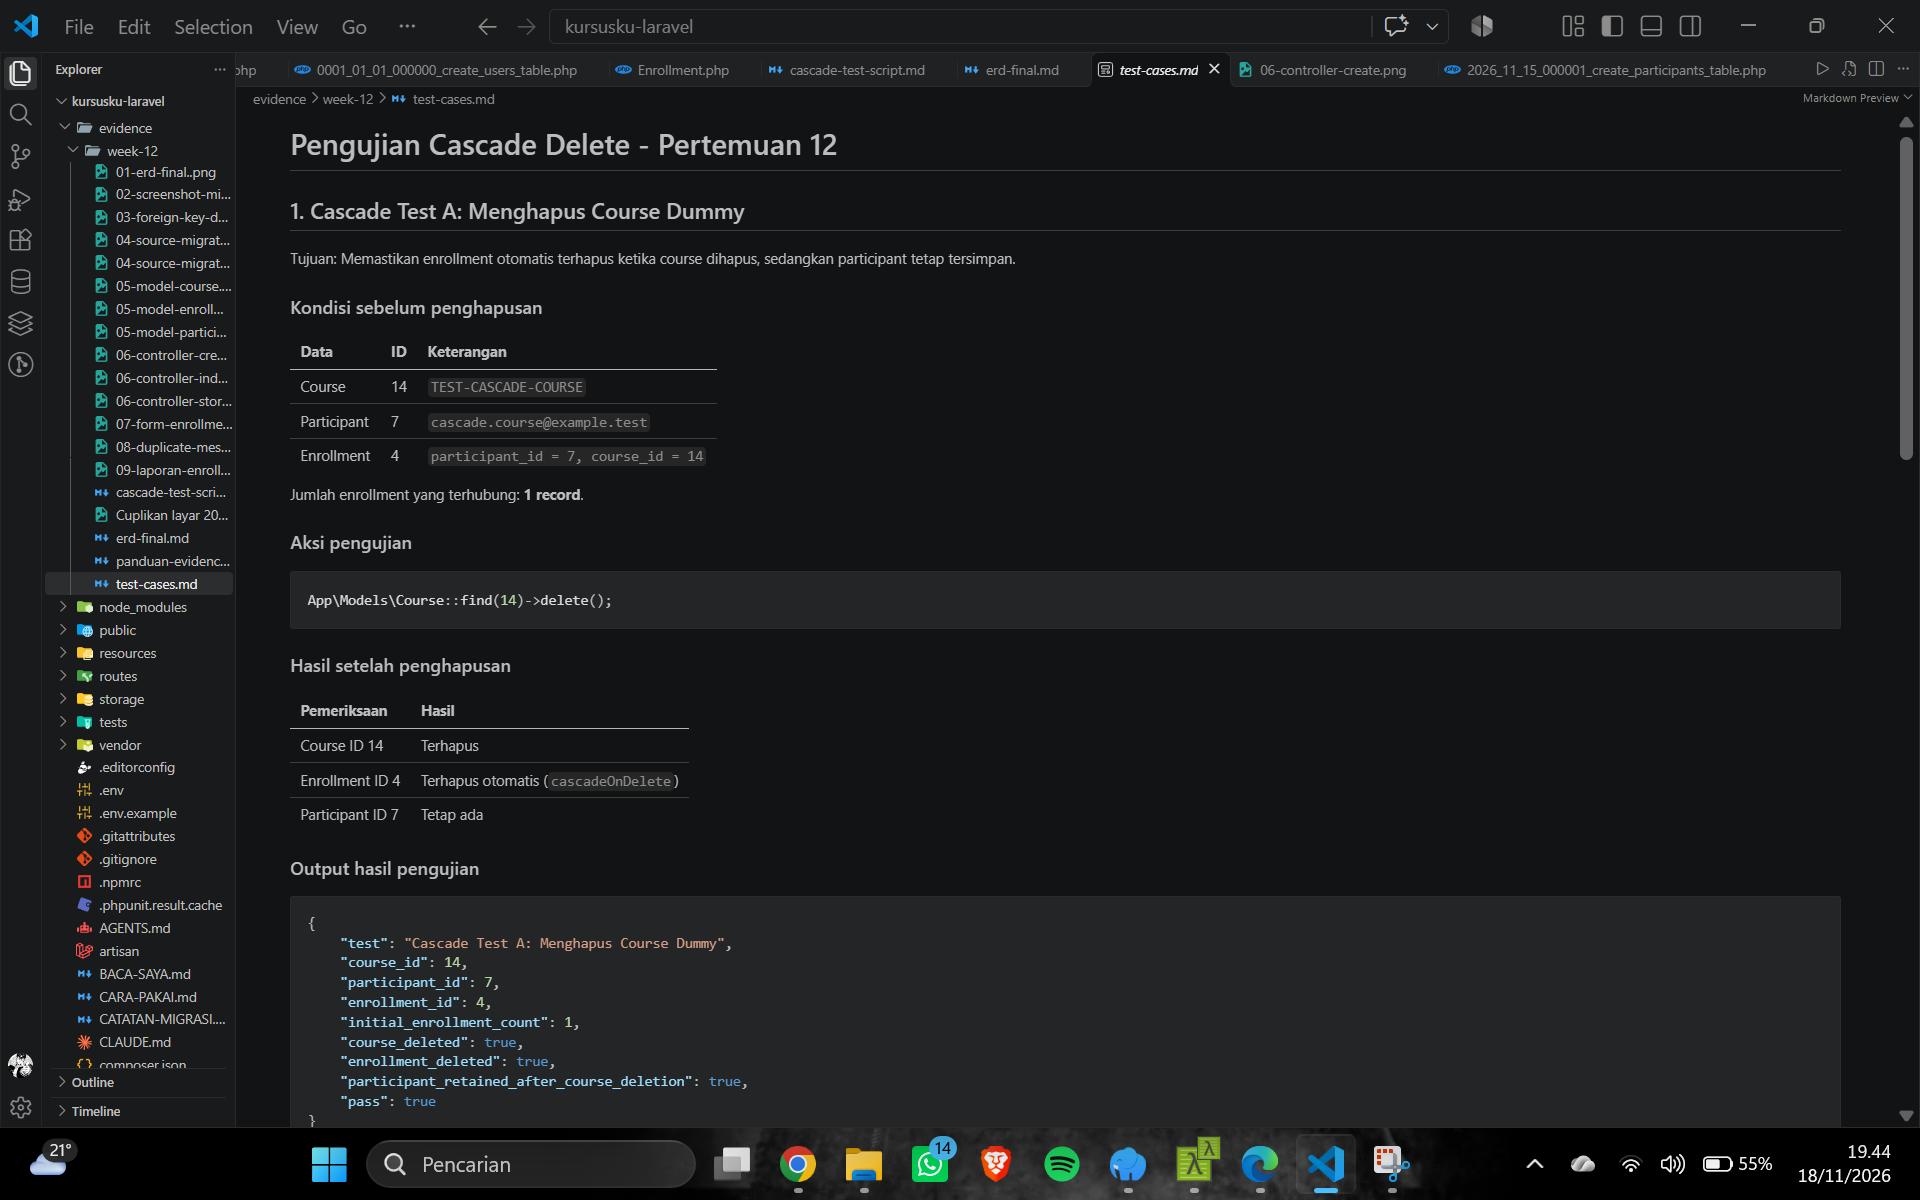 File Edit Selection View Go ··· kursusku-laravel
Explorer ···
php 0001_01_01_000000_create_users_table.php Enrollment.php cascade-test-script.md erd-final.md test-cases.md 06-controller-create.png 2026_11_15_000001_create_participants_table.php ···
evidence > week-12 > test-cases.md
Markdown Preview
kursusku-laravel
evidence
week-12
01-erd-final..png
02-screenshot-mi...
03-foreign-key-d...
04-source-migrat...
04-source-migrat...
05-model-course....
05-model-enroll...
05-model-partici...
06-controller-cre...
06-controller-ind...
06-controller-stor...
07-form-enrollme...
08-duplicate-mes...
09-laporan-enroll...
cascade-test-scri...
Cuplikan layar 20...
erd-final.md
panduan-evidenc...
test-cases.md
node_modules
public
resources
routes
storage
tests
vendor
.editorconfig
.env
.env.example
.gitattributes
.gitignore
.npmrc
.phpunit.result.cache
AGENTS.md
artisan
BACA-SAYA.md
CARA-PAKAI.md
CATATAN-MIGRASI....
CLAUDE.md
composer.json
Outline
Timeline
Pengujian Cascade Delete - Pertemuan 12
1. Cascade Test A: Menghapus Course Dummy
Tujuan: Memastikan enrollment otomatis terhapus ketika course dihapus, sedangkan participant tetap tersimpan.
Kondisi sebelum penghapusan
Data ID Keterangan
Course 14 TEST-CASCADE-COURSE
Participant 7 cascade.course@example.test
Enrollment 4 participant_id = 7, course_id = 14
Jumlah enrollment yang terhubung: 1 record.
Aksi pengujian
App\Models\Course::find(14)->delete();
Hasil setelah penghapusan
Pemeriksaan Hasil
Course ID 14 Terhapus
Enrollment ID 4 Terhapus otomatis (cascadeOnDelete)
Participant ID 7 Tetap ada
Output hasil pengujian
{
"test": "Cascade Test A: Menghapus Course Dummy",
"course_id": 14,
"participant_id": 7,
"enrollment_id": 4,
"initial_enrollment_count": 1,
"course_deleted": true,
"enrollment_deleted": true,
"participant_retained_after_course_deletion": true,
"pass": true
}
21°
Pencarian
14
55%
19.44
18/11/2026